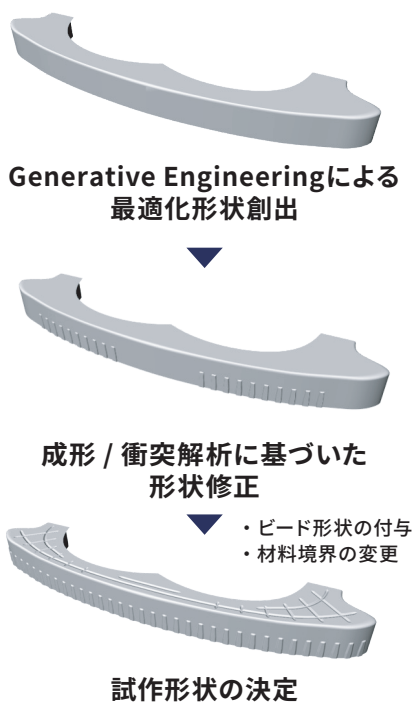 Generative Engineeringによる
最適化形状創出
成形 / 衝突解析に基づいた
形状修正
・ビード形状の付与
・材料境界の変更
試作形状の決定